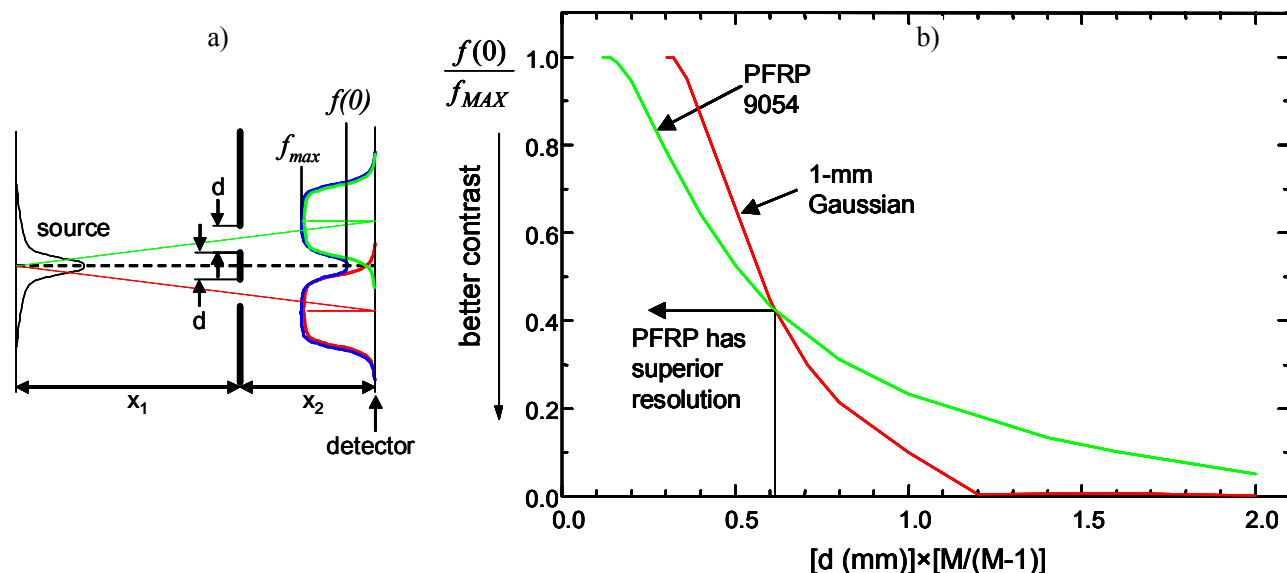 a)
f(0)
f_max
d
source
d
x₁
x₂
detector
b)
f(0)
f_MAX
better contrast
1.0
0.8
0.6
0.4
0.2
0.0
PFRP
9054
1-mm
Gaussian
PFRP has
superior
resolution
0.0
0.5
1.0
1.5
2.0
[d (mm)]×[M/(M-1)]